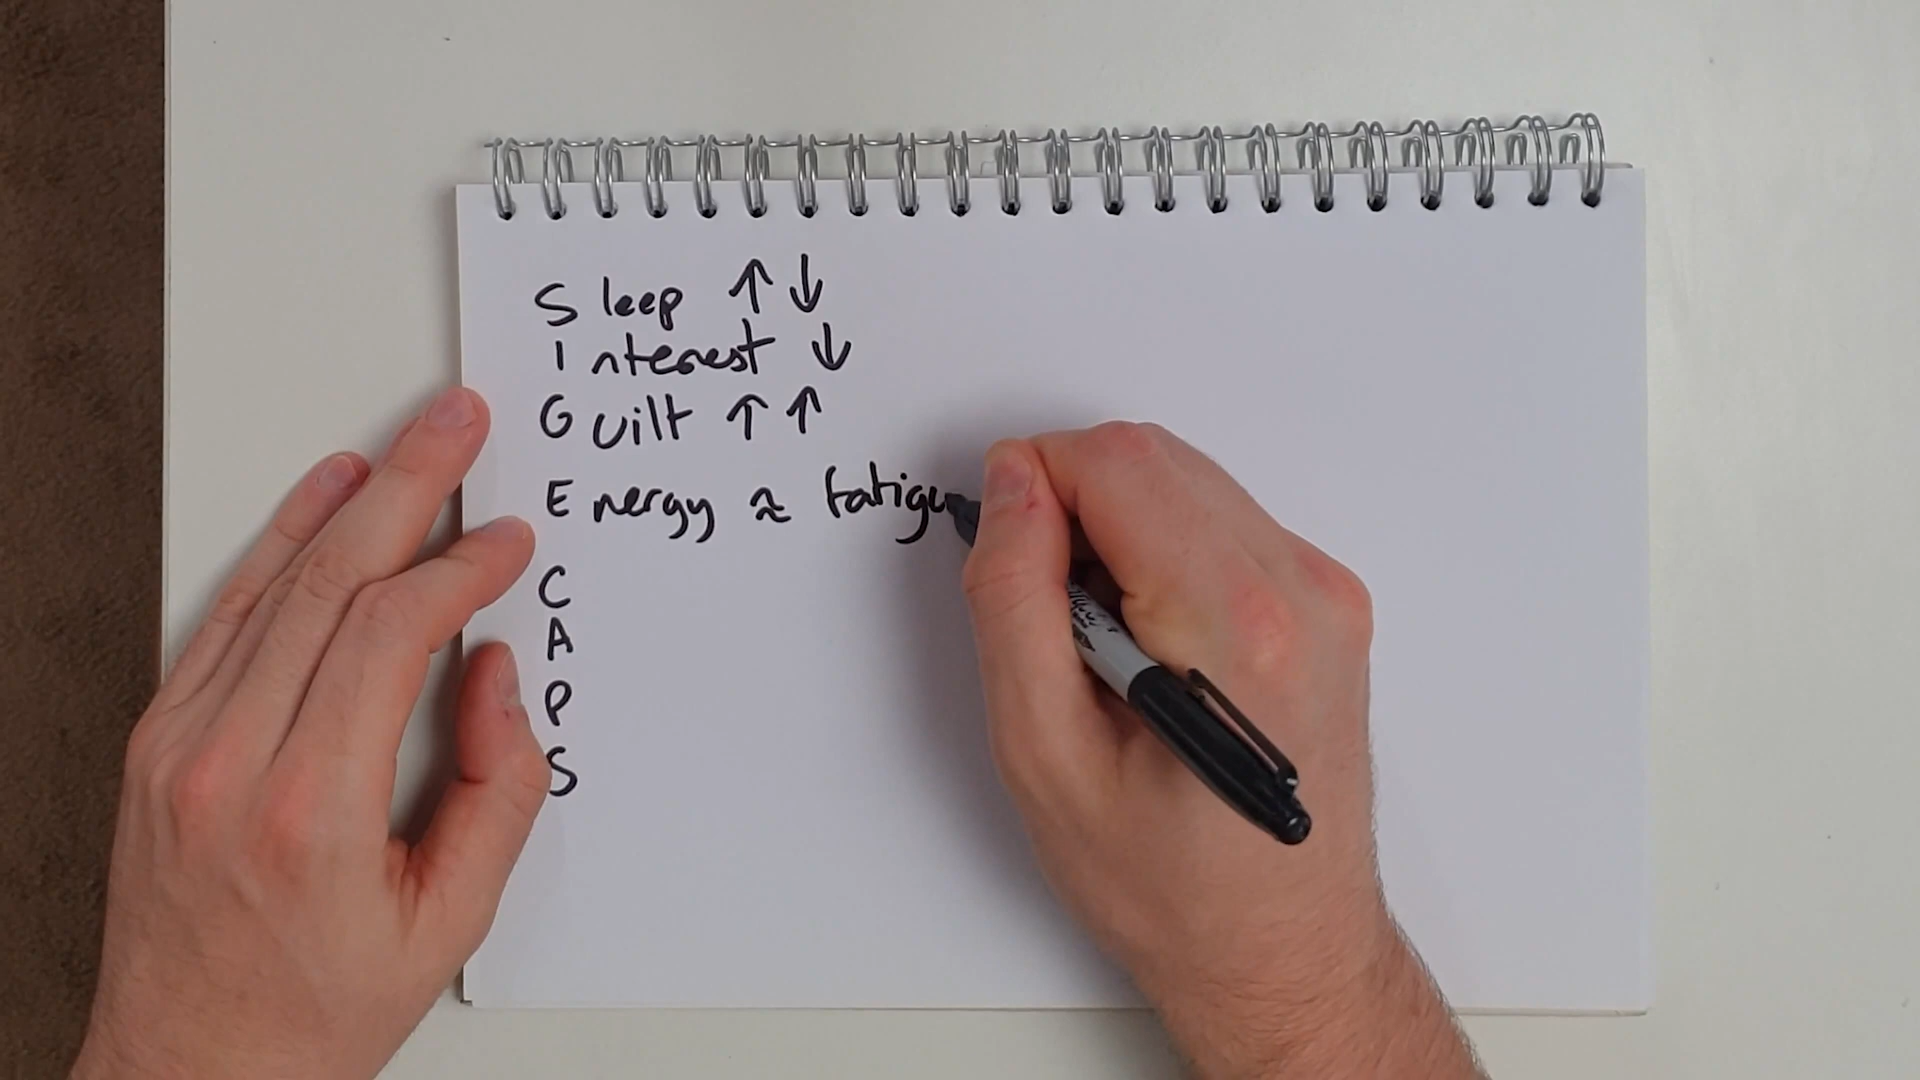 Sleep ↑ ↓
Interest ↓
Guilt ↑ ↑
Energy ≈ fatigu
C
A
P
S